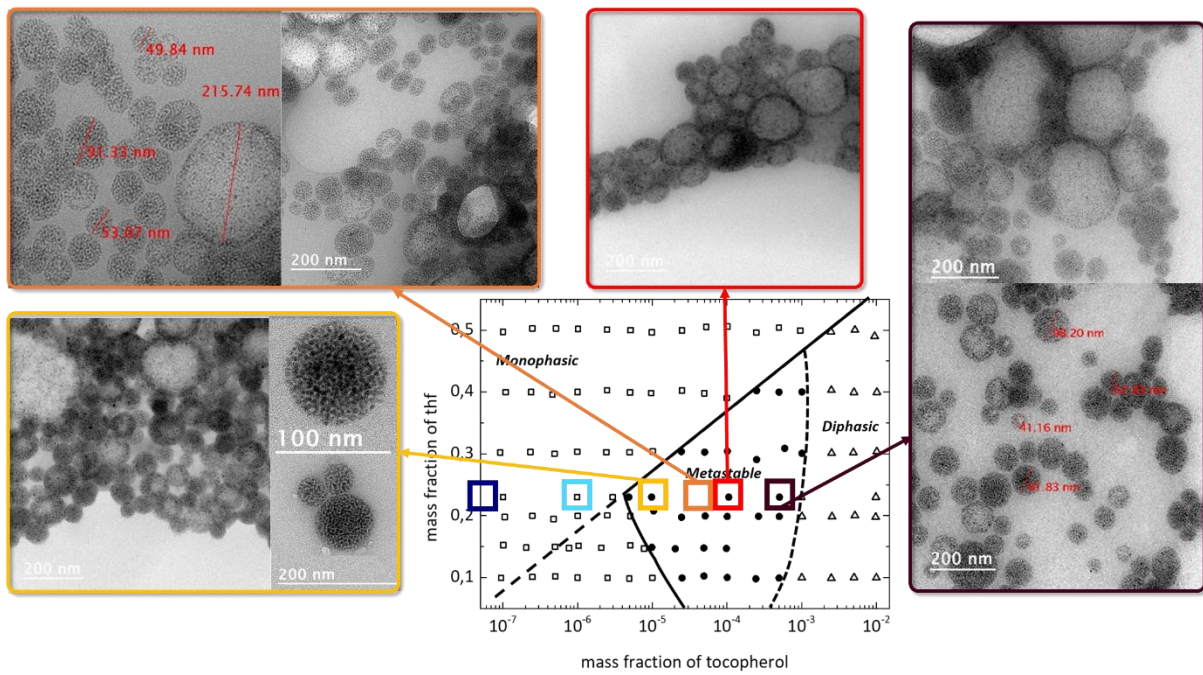 49.84 nm
215.74 nm
91.33 nm
53.07 nm
200 nm
200 nm
100 nm
200 nm
200 nm
98.20 nm
41.16 nm
200 nm
mass fraction of thf
0,5
0,4
0,3
0,2
0,1
Monophasic
Metastable
Diphasic
10-7
10-6
10-5
10-4
10-3
10-2
mass fraction of tocopherol